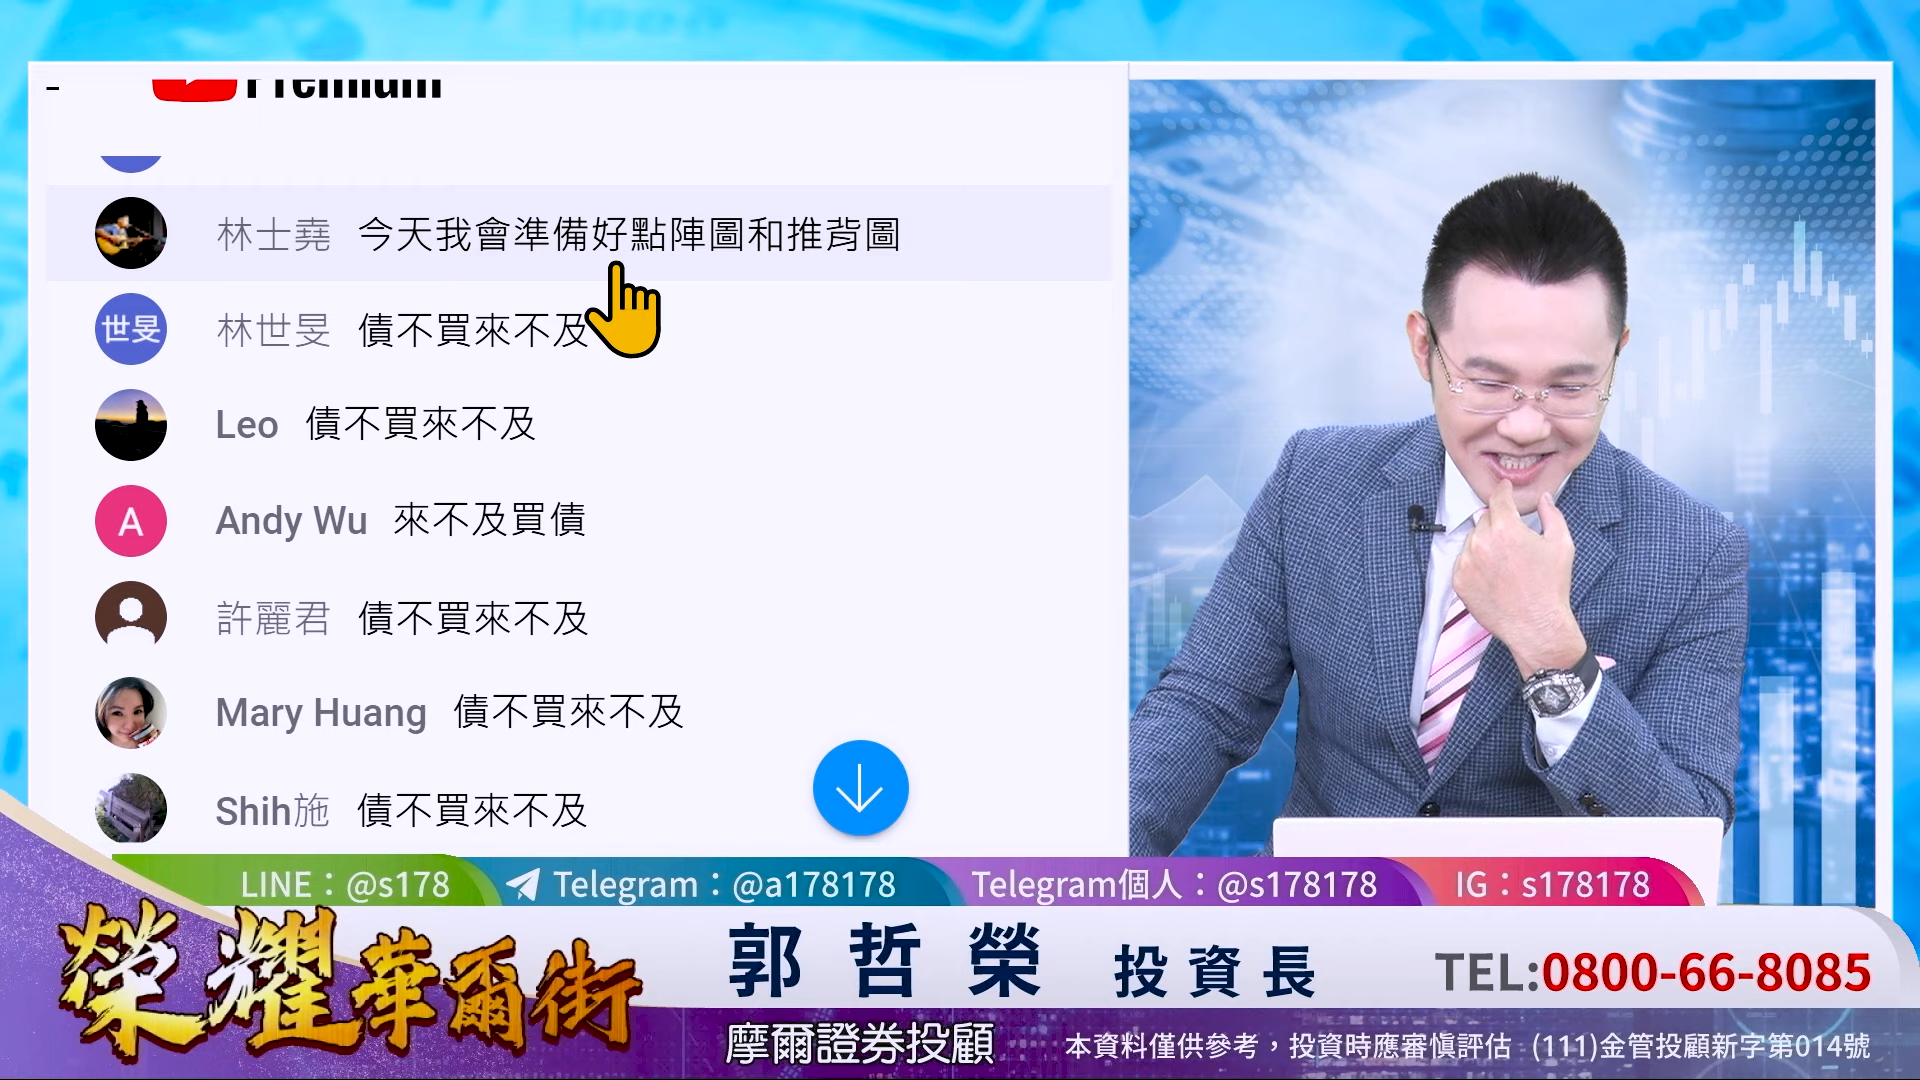 Premium
林士堯 今天我會準備好點陣圖和推背圖
世旻 林世旻 債不買來不及
Leo 債不買來不及
A Andy Wu 來不及買債
許麗君 債不買來不及
Mary Huang 債不買來不及
Shih施 債不買來不及
LINE：@s178 Telegram：@a178178 Telegram個人：@s178178 IG：s178178
榮耀華爾街
郭哲榮 投資長 TEL:0800-66-8085
摩爾證券投顧 本資料僅供參考，投資時應審慎評估 (111)金管投顧新字第014號